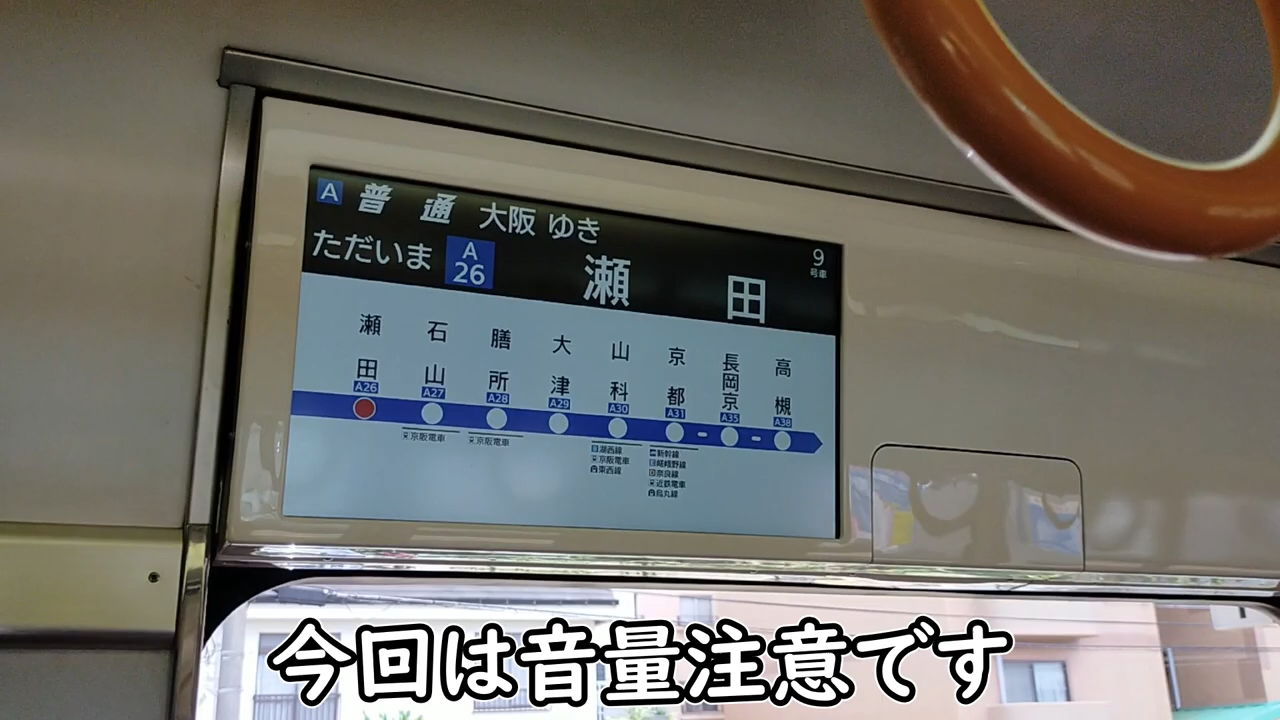 A 普通 大阪 ゆき
9号車
ただいま A26 瀬田
瀬田 石山 膳所 大津 山科 京都 長岡京 高槻
A26 A27 A28 A29 A30 A31 A35 A38
京阪電車 京阪電車 湖西線 新幹線
京阪電車 嵯峨野線
東西線 奈良線
近鉄電車
烏丸線
今回は音量注意です